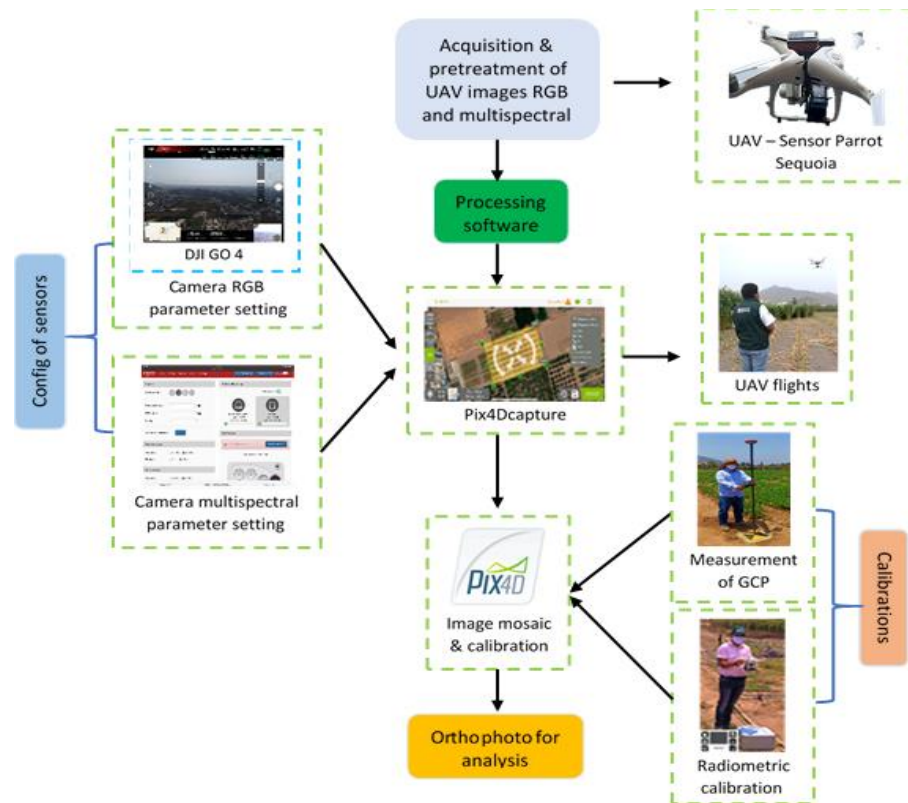 Acquisition &
pretreatment of
UAV images RGB
and multispectral
UAV – Sensor Parrot
Sequoia
Processing
software
DJI GO 4
Camera RGB
parameter setting
Config of sensors
Camera multispectral
parameter setting
Pix4Dcapture
UAV flights
Measurement
of GCP
Calibrations
PIX4D
Image mosaic
& calibration
Radiometric
calibration
Orthophoto for
analysis